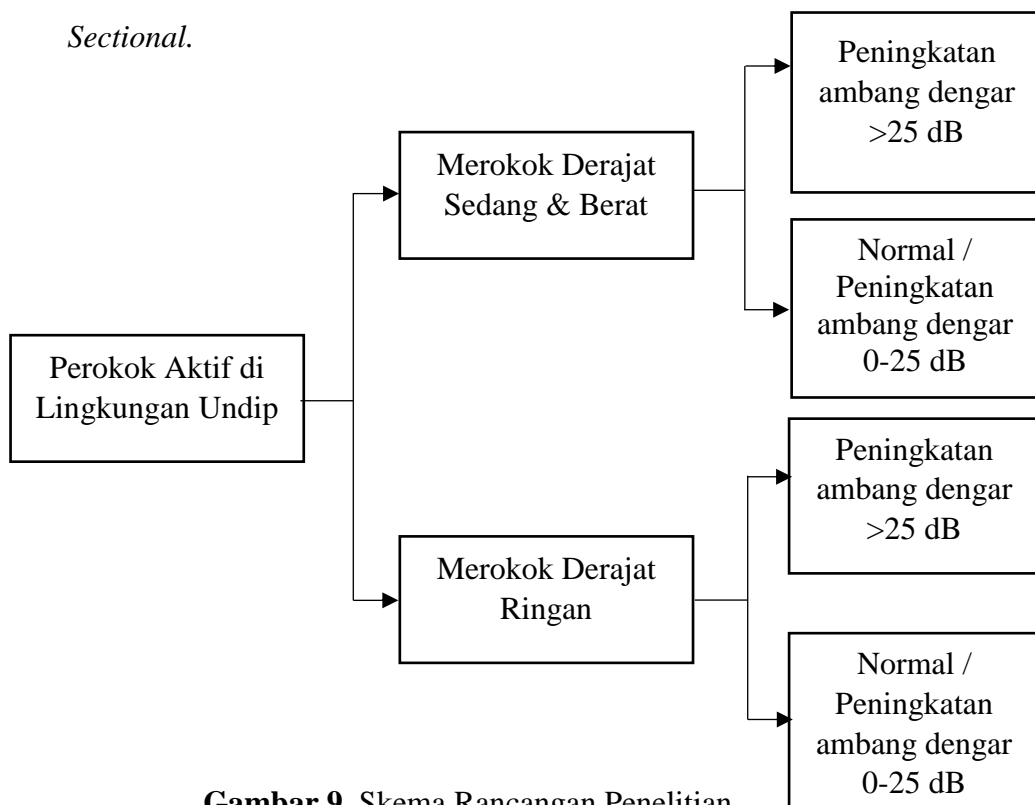 Sectional.
Peningkatan
ambang dengar
>25 dB
Merokok Derajat
Sedang & Berat
Normal /
Peningkatan
ambang dengar
0-25 dB
Perokok Aktif di
Lingkungan Undip
Peningkatan
ambang dengar
>25 dB
Merokok Derajat
Ringan
Normal /
Peningkatan
ambang dengar
0-25 dB
Gambar 9. Skema Rancangan Penelitian